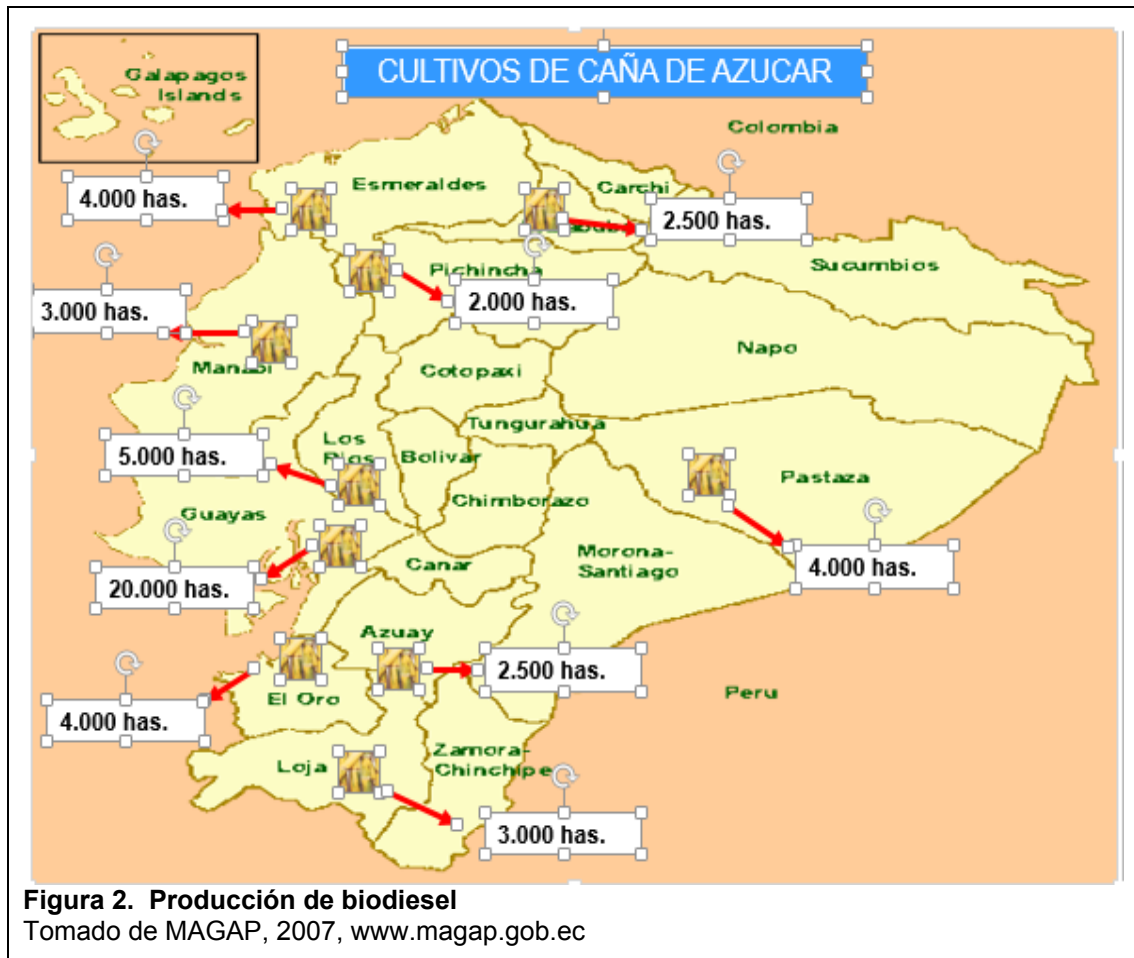 CULTIVOS DE CAÑA DE AZUCAR
Galapagos
Islands
Colombia
Esmeraldes
Carchi
4.000 has.
2.500 has.
Pichincha
Sucumbios
2.000 has.
3.000 has.
Napo
Manabi
Cotopaxi
Tungurahua
Los
Rios
Bolivar
5.000 has.
Pastaza
Chimborazo
Guayas
Morona-
Santiago
Canar
4.000 has.
20.000 has.
Azuay
2.500 has.
El Oro
Peru
4.000 has.
Zamora-
Chinchipe
Loja
3.000 has.
Figura 2. Producción de biodiesel
Tomado de MAGAP, 2007, www.magap.gob.ec